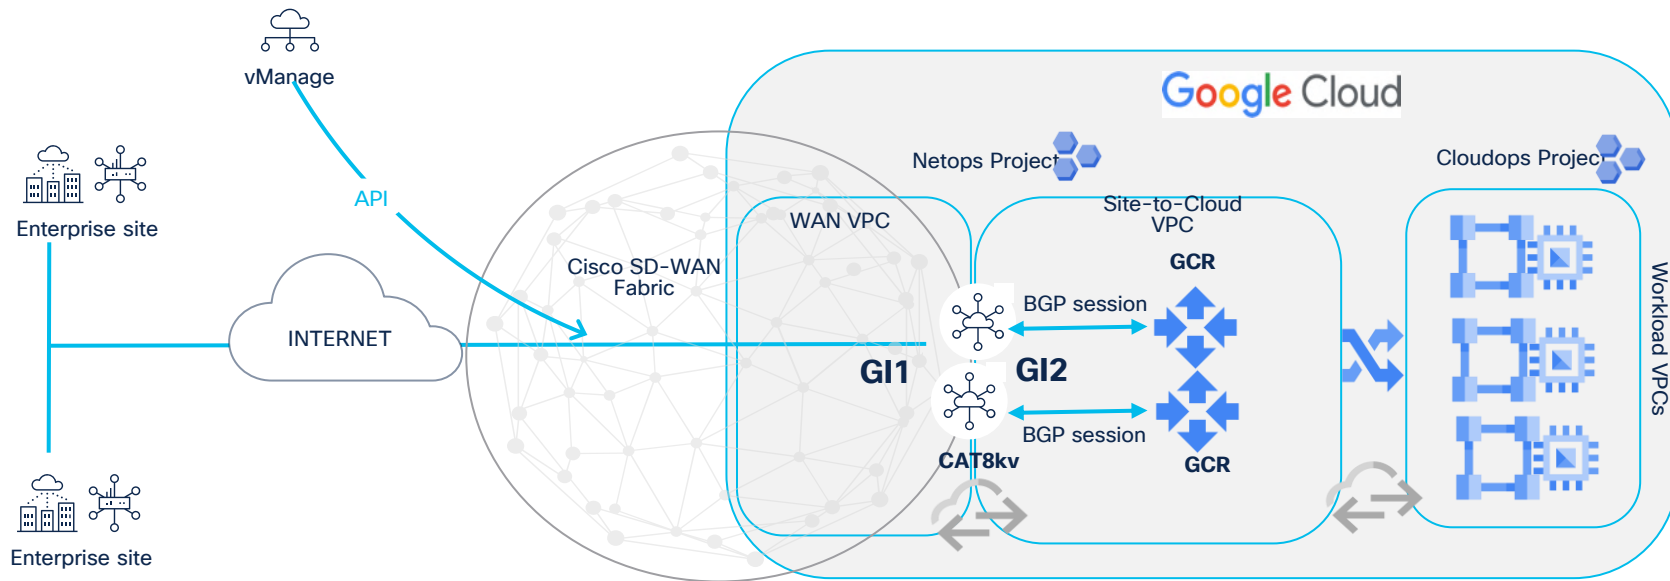 vManage
Google Cloud
Netops Project
Cloudops Project
API
Enterprise site
WAN VPC
Site-to-Cloud
VPC
Cisco SD-WAN
Fabric
GCR
BGP session
INTERNET
GI1
GI2
Workload VPCs
BGP session
CAT8kv
GCR
Enterprise site